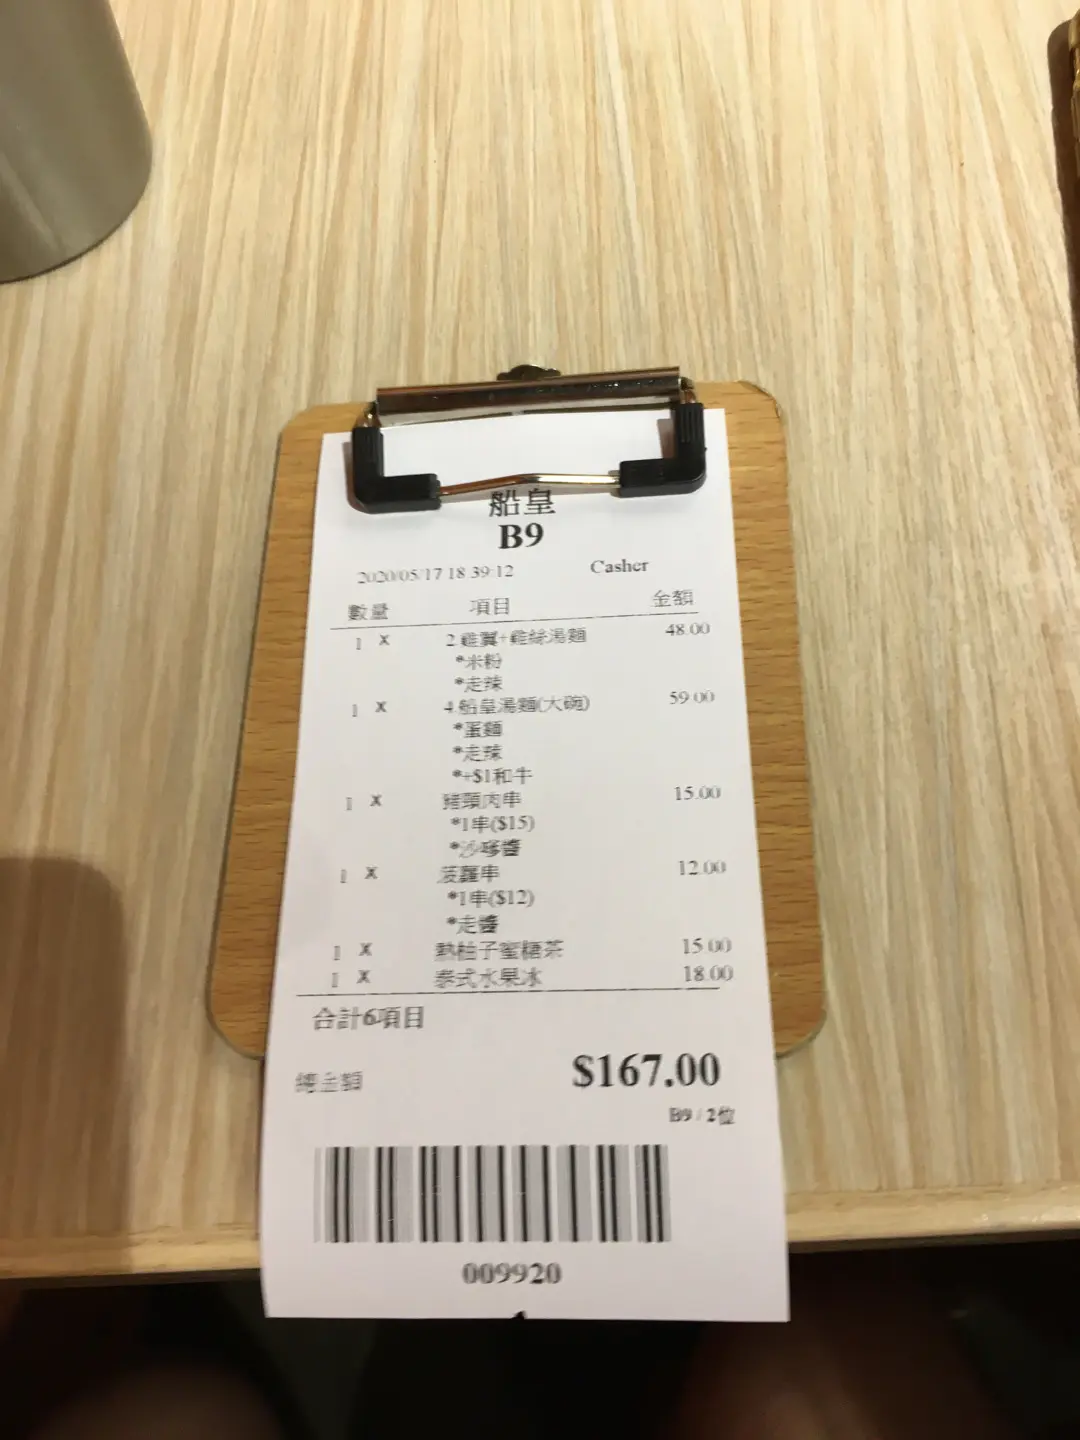 船皇
B9
2020/05/17 18:39:12 Casher
數量 項目 金額
1 X 2.雞翼+雞絲湯麵 48.00
*米粉
*走辣
1 X 4.船皇湯麵(大碗) 59.00
*蛋麵
*走辣
*+$1和牛
1 X 豬頸肉串 15.00
*1串($15)
*沙嗲醬
1 X 菠蘿串 12.00
*1串($12)
*走醬
1 X 熱柚子蜜糖茶 15.00
1 X 泰式水果冰 18.00
合計6項目
總金額 $167.00
B9 / 2位
009920